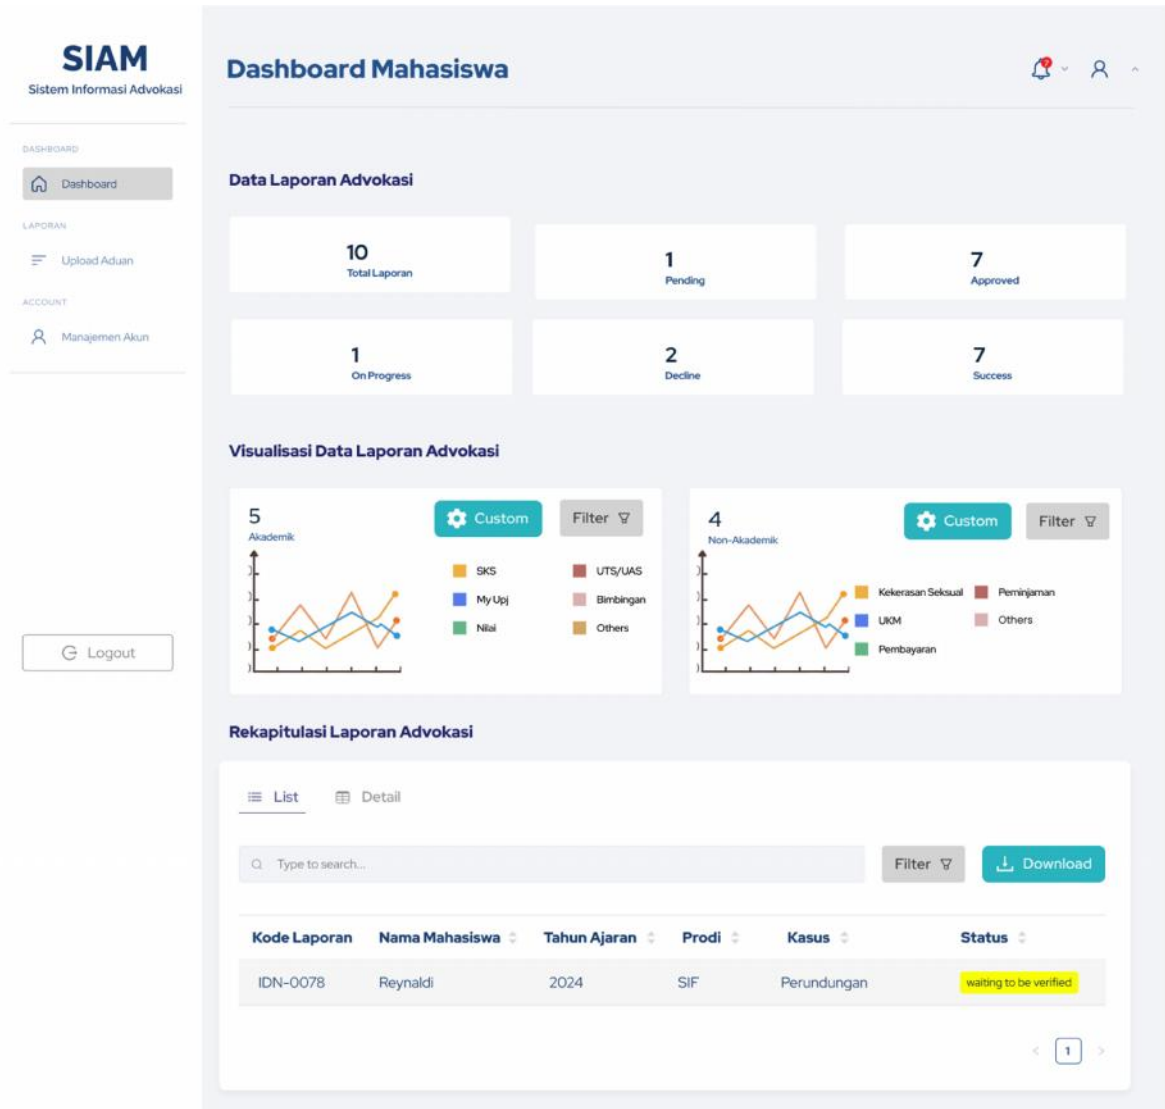 SIAM
Sistem Informasi Advokasi
DASHBOARD
Dashboard
LAPORAN
Upload Aduan
ACCOUNT
Manajemen Akun
Logout
Dashboard Mahasiswa
7
Data Laporan Advokasi
10
Total Laporan
1
Pending
7
Approved
1
On Progress
2
Decline
7
Success
Visualisasi Data Laporan Advokasi
5
Akademik
Custom
Filter
SKS
UTS/UAS
My Upj
Bimbingan
Nilai
Others
4
Non-Akademik
Custom
Filter
Kekerasan Seksual
Peminjaman
UKM
Others
Pembayaran
Rekapitulasi Laporan Advokasi
List
Detail
Type to search...
Filter
Download
Kode Laporan Nama Mahasiswa Tahun Ajaran Prodi Kasus Status
IDN-0078 Reynaldi 2024 SIF Perundungan waiting to be verified
< 1 >